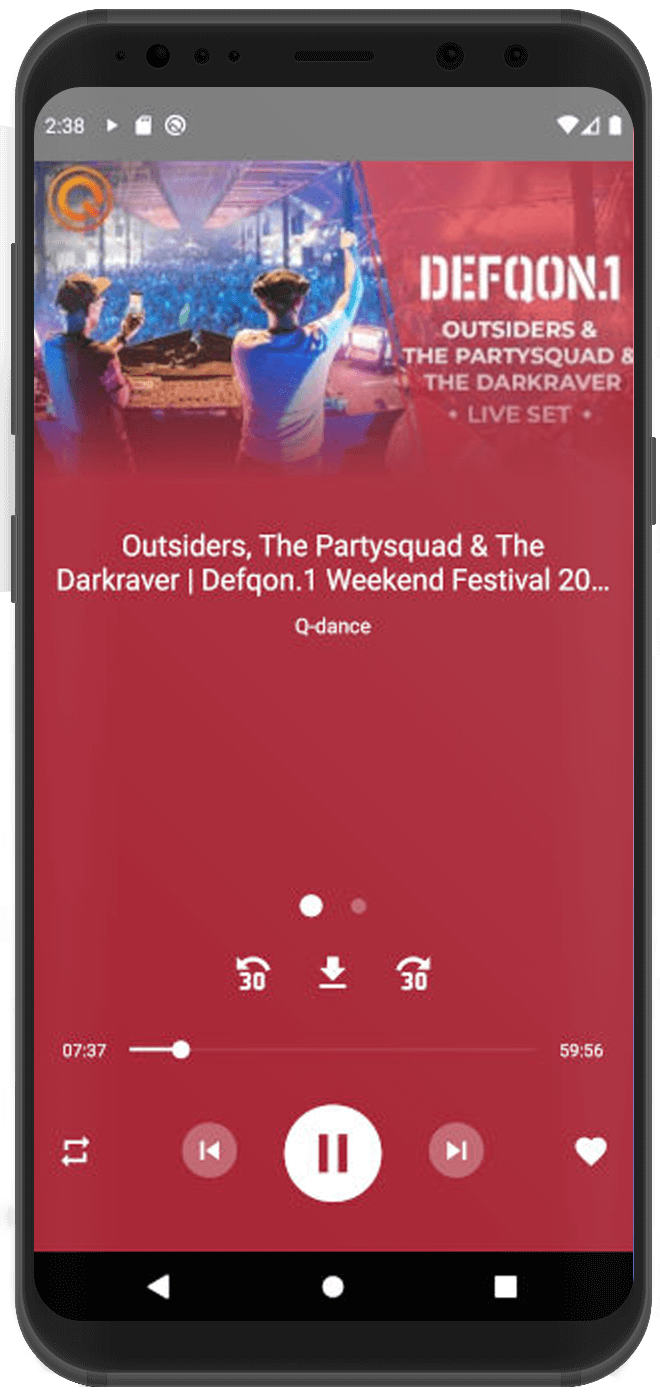 2:38
DEFQON.1
OUTSIDERS &
THE PARTYSQUAD &
THE DARKRAVER
• LIVE SET •
Outsiders, The Partysquad & The
Darkraver | Defqon.1 Weekend Festival 20...
Q-dance
30
30
07:37
59:56